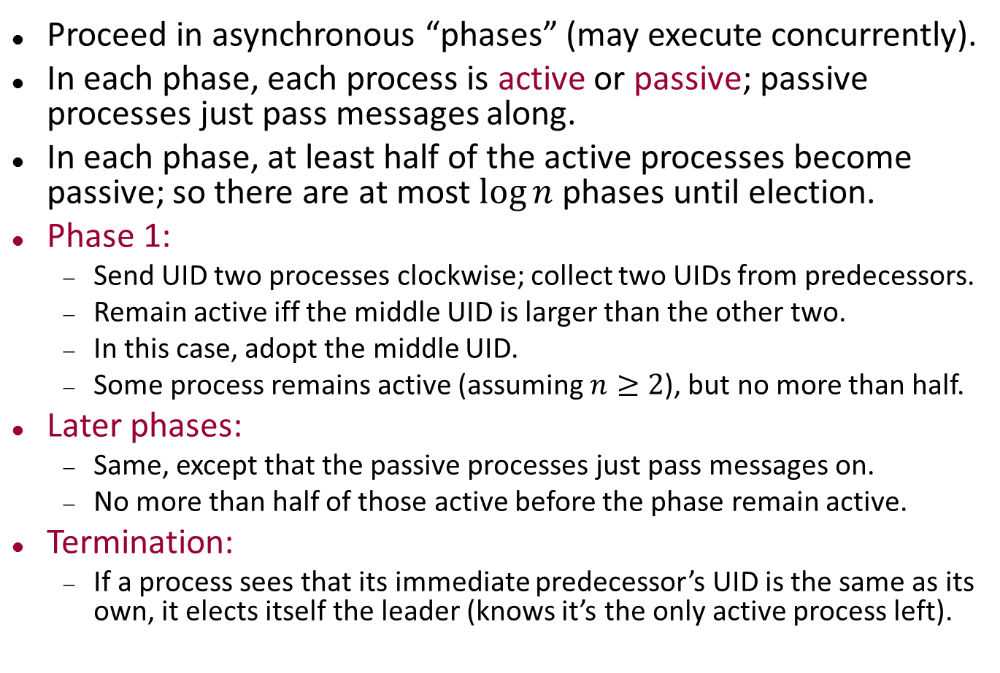 • Proceed in asynchronous “phases” (may execute concurrently).
• In each phase, each process is active or passive; passive
processes just pass messages along.
• In each phase, at least half of the active processes become
passive; so there are at most log n phases until election.
• Phase 1:
– Send UID two processes clockwise; collect two UIDs from predecessors.
– Remain active iff the middle UID is larger than the other two.
– In this case, adopt the middle UID.
– Some process remains active (assuming n ≥ 2), but no more than half.
• Later phases:
– Same, except that the passive processes just pass messages on.
– No more than half of those active before the phase remain active.
• Termination:
– If a process sees that its immediate predecessor’s UID is the same as its
own, it elects itself the leader (knows it’s the only active process left).